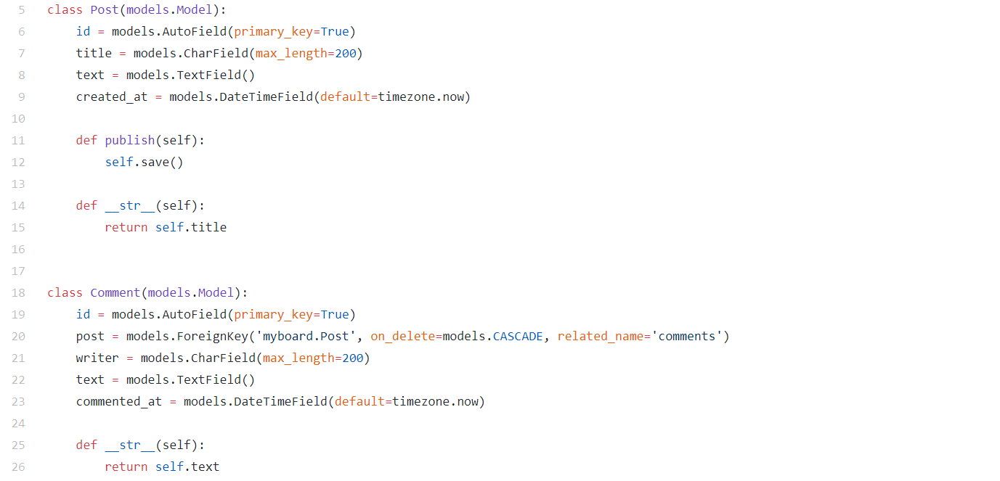 5 class Post(models.Model):
6     id = models.AutoField(primary_key=True)
7     title = models.CharField(max_length=200)
8     text = models.TextField()
9     created_at = models.DateTimeField(default=timezone.now)
10
11     def publish(self):
12         self.save()
13
14     def __str__(self):
15         return self.title
16
17
18 class Comment(models.Model):
19     id = models.AutoField(primary_key=True)
20     post = models.ForeignKey('myboard.Post', on_delete=models.CASCADE, related_name='comments')
21     writer = models.CharField(max_length=200)
22     text = models.TextField()
23     commented_at = models.DateTimeField(default=timezone.now)
24
25     def __str__(self):
26         return self.text